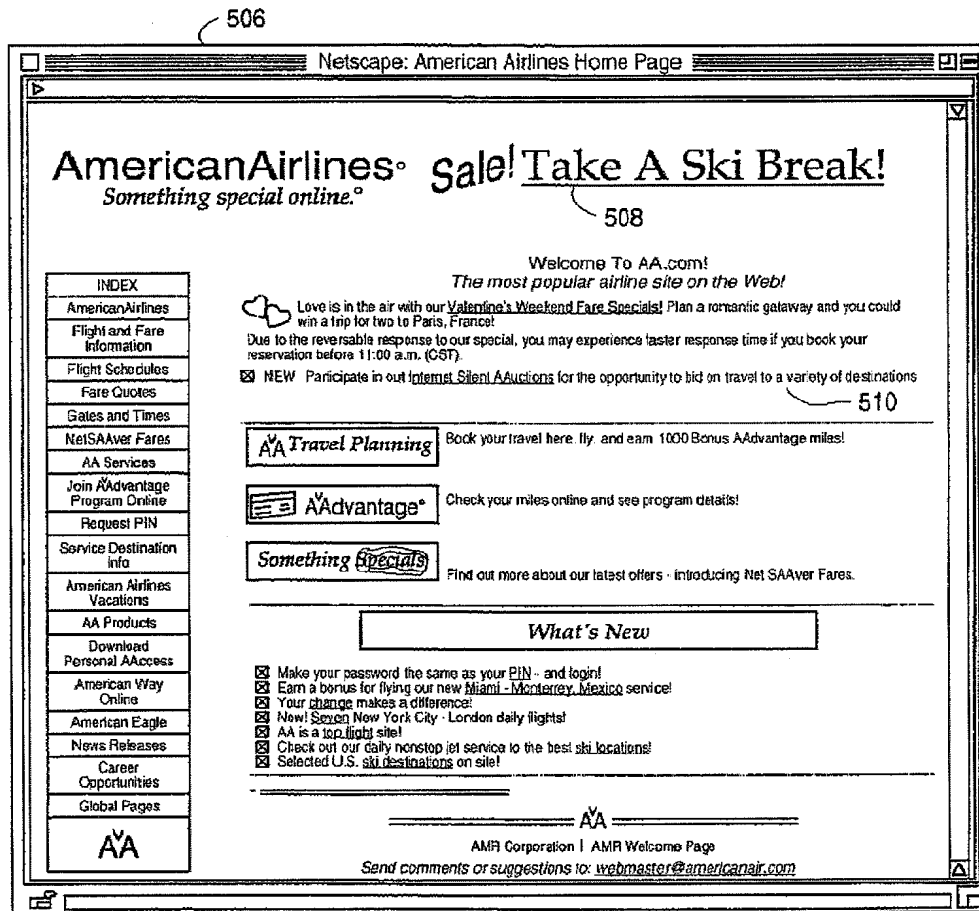 506
Netscape: American Airlines Home Page
AmericanAirlines°
Something special online.°
Sale! Take A Ski Break!
508
Welcome To AA.com!
The most popular airline site on the Web!
Love is in the air with our Valentine's Weekend Fare Specials! Plan a romantic gataway and you could
win a trip for two to Paris, France!
Due to the reversable response to our special, you may experience faster response time if you book your
reservation before 11:00 a.m. (CST).
NEW Participate in out Internet Silent AAuctions for the opportunity to bid on travel to a variety of destinations
510
INDEX
AmericanAirlines
Flight and Fare
Information
Flight Schedules
Fare Quotes
Gates and Times
NetSAAver Fares
AA Services
Join AAdvantage
Program Online
Request PIN
Service Destination
Info
American Airlines
Vacations
AA Products
Download
Personal AAccess
American Way
Online
American Eagle
News Releases
Career
Opportunities
Global Pages
AA
AA Travel Planning
Book your travel here, fly, and earn 1000 Bonus AAdvantage miles!
AAdvantage°
Check your miles online and see program details!
Something Specials
Find out more about our latest offers - introducing Net SAAver Fares.
What's New
Make your password the same as your PIN - and login!
Earn a bonus for flying our new Miami - Monterrey, Mexico service!
Your change makes a difference!
New! Seven New York City - London daily flights!
AA is a top flight site!
Check out our daily nonstop jet service to the best ski locations!
Selected U.S. ski destinations on site!
AA
AMR Corporation | AMR Welcome Page
Send comments or suggestions to: webmaster@americanair.com